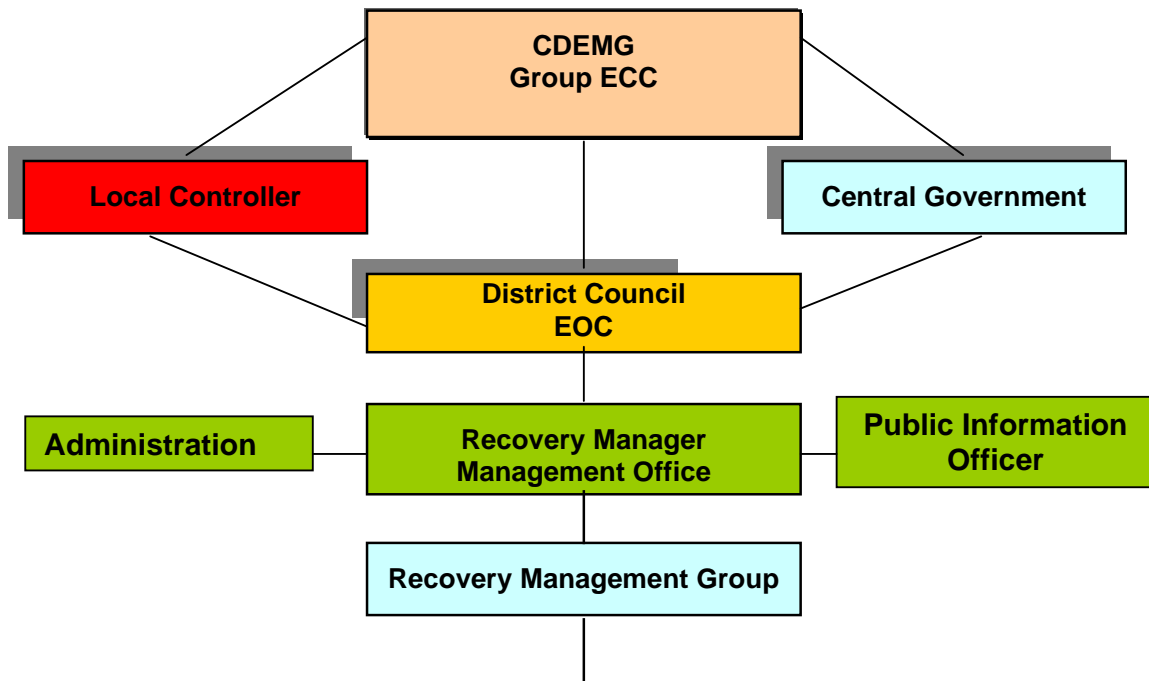 CDEMG
Group ECC
Local Controller
Central Government
District Council
EOC
Administration
Recovery Manager
Management Office
Public Information
Officer
Recovery Management Group